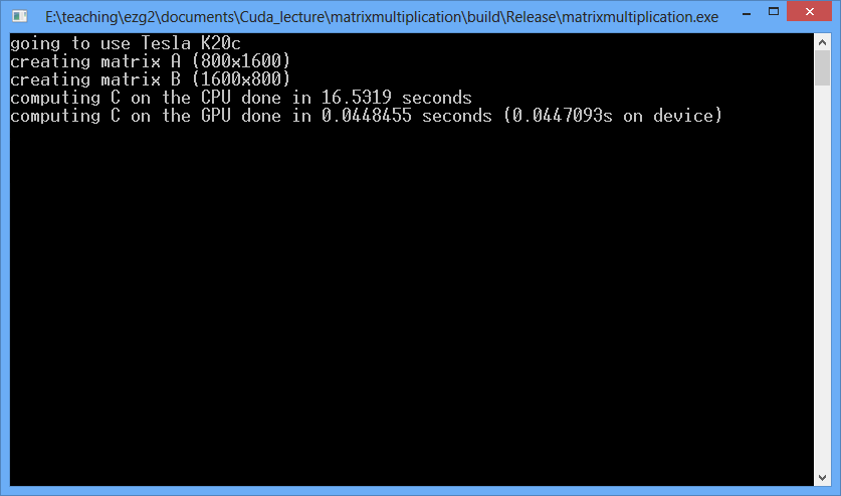 E:\teaching\ezg2\documents\Cuda_lecture\matrixmultiplication\build\Release\matrixmultiplication.exe
going to use Tesla K20c
creating matrix A (800x1600)
creating matrix B (1600x800)
computing C on the CPU done in 16.5319 seconds
computing C on the GPU done in 0.0448455 seconds (0.0447093s on device)